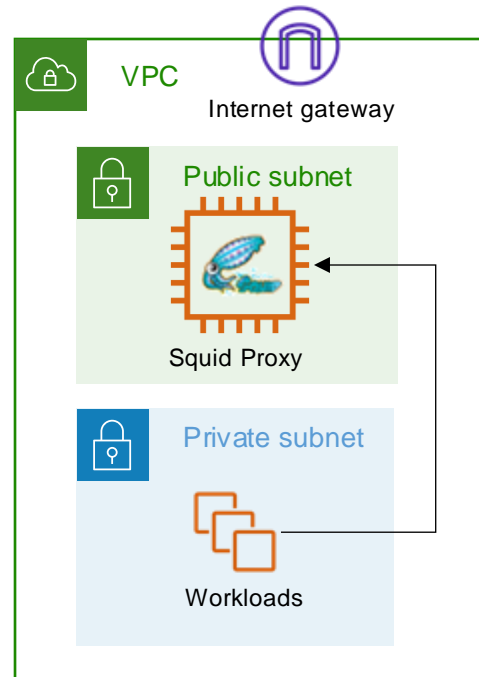 VPC
Internet gateway
Public subnet
Squid Proxy
Private subnet
Workloads